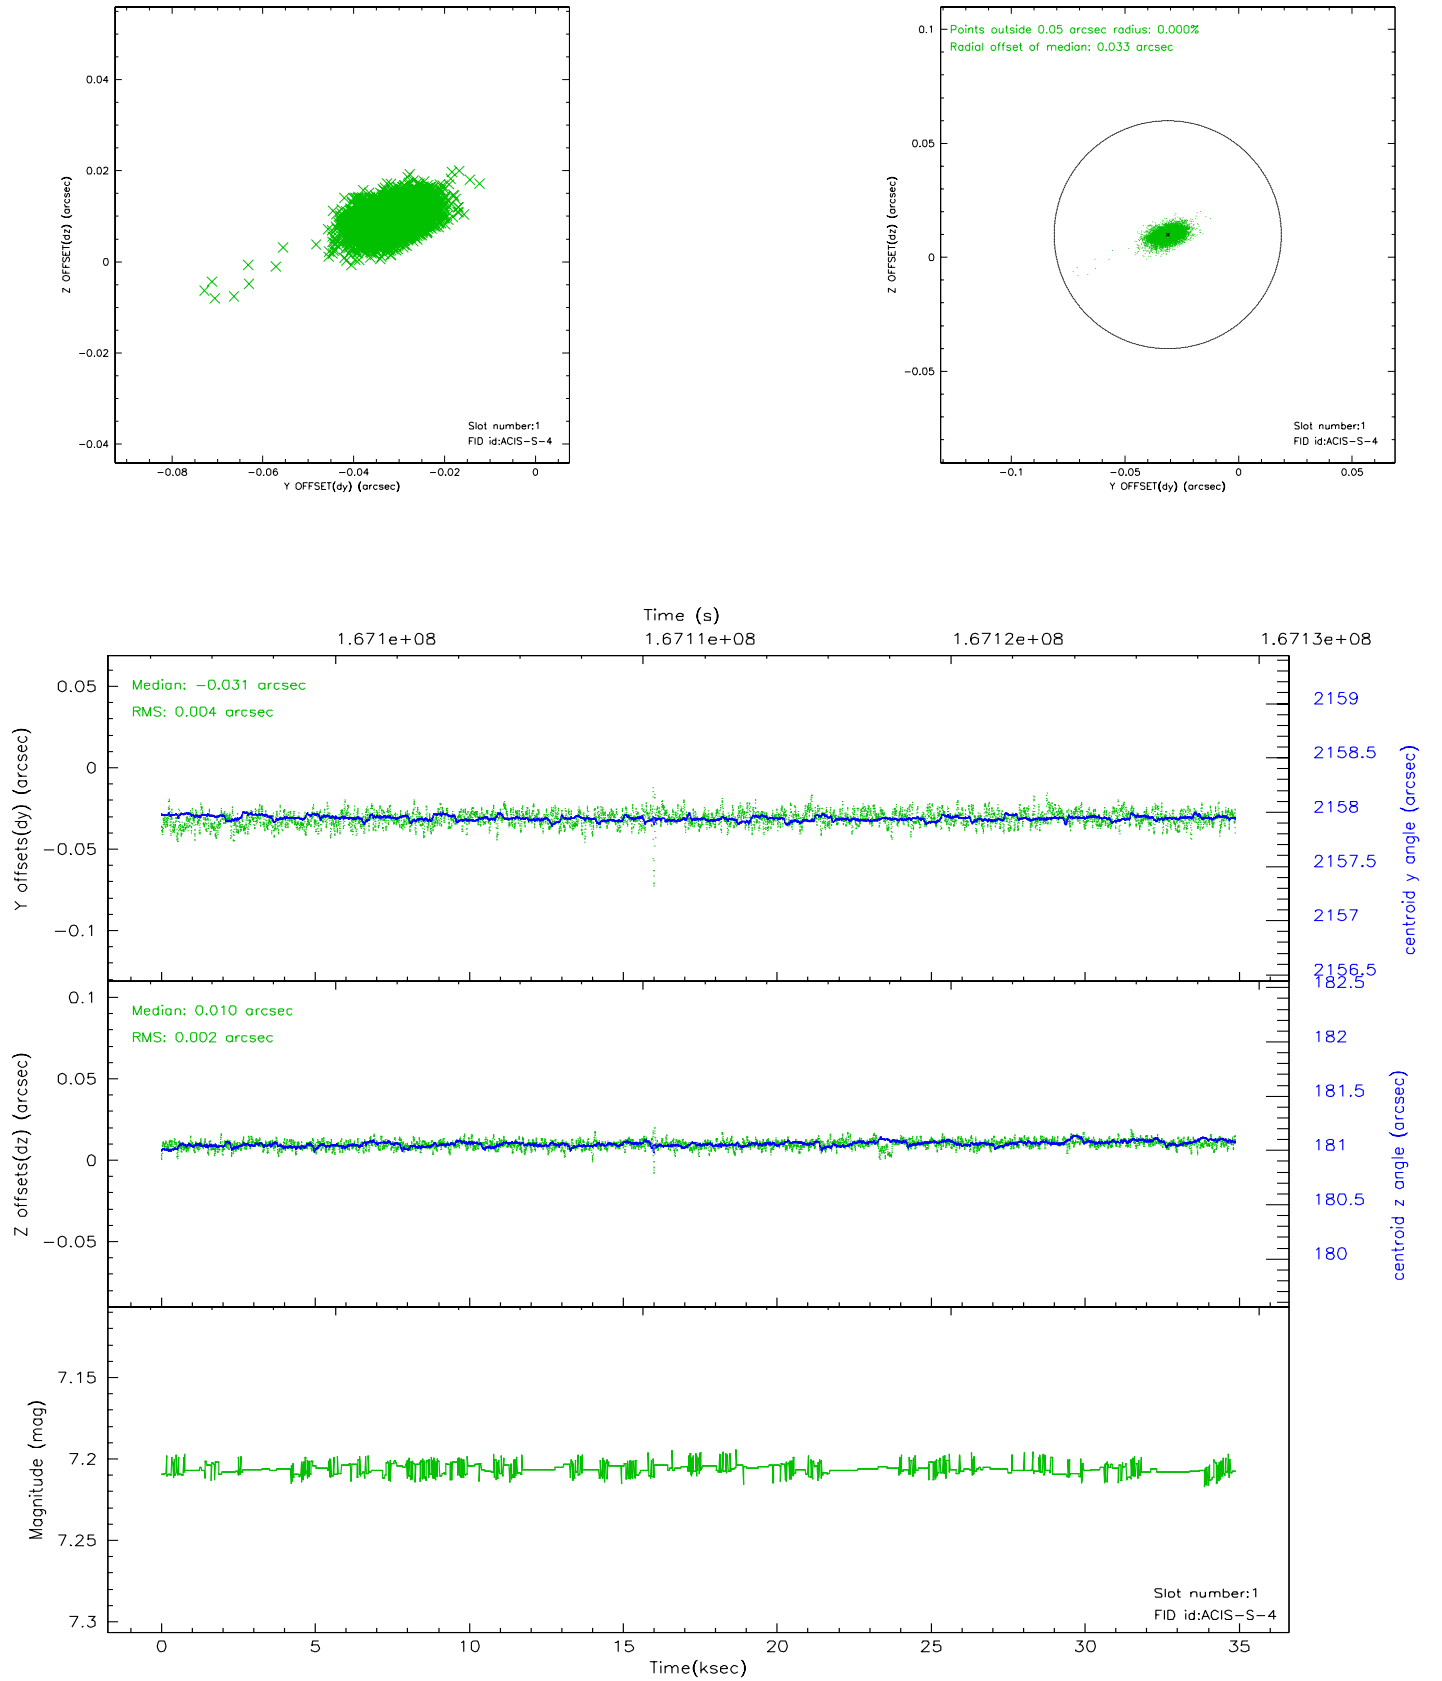 0.04
0.02
0
−0.02
−0.04
Z OFFSET(dz) (arcsec)
−0.08 −0.06 −0.04 −0.02 0
Y OFFSET(dy) (arcsec)
Slot number:1
FID id:ACIS−S−4
Points outside 0.05 arcsec radius: 0.000%
Radial offset of median: 0.033 arcsec
0.1
0.05
0
−0.05
Z OFFSET(dz) (arcsec)
−0.1 −0.05 0 0.05
Y OFFSET(dy) (arcsec)
Slot number:1
FID id:ACIS−S−4
Time (s)
1.671e+08 1.6711e+08 1.6712e+08 1.6713e+08
Median: −0.031 arcsec
RMS: 0.004 arcsec
0.05
0
−0.05
−0.1
Y offsets(dy) (arcsec)
2159
2158.5
2158
2157.5
2157
2156.5
centroid y angle (arcsec)
Median: 0.010 arcsec
RMS: 0.002 arcsec
0.1
0.05
0
−0.05
Z offsets(dz) (arcsec)
182.5
182
181.5
181
180.5
180
centroid z angle (arcsec)
7.15
7.2
7.25
7.3
Magnitude (mag)
Slot number:1
FID id:ACIS−S−4
0 5 10 15 20 25 30 35
Time(ksec)